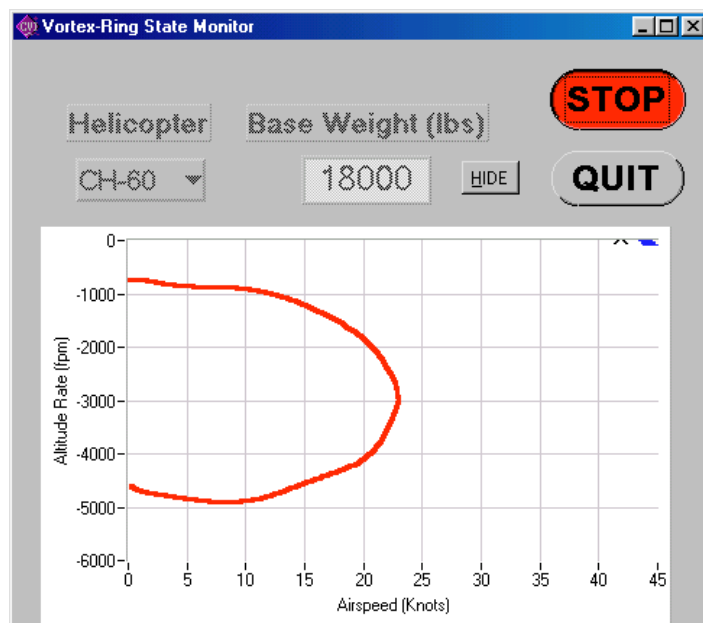 CVI Vortex-Ring State Monitor
STOP
Helicopter Base Weight (lbs)
CH-60 18000 HIDE QUIT
0
-1000
-2000
-3000
-4000
-5000
-6000
Altitude Rate (fpm)
0 5 10 15 20 25 30 35 40 45
Airspeed (Knots)